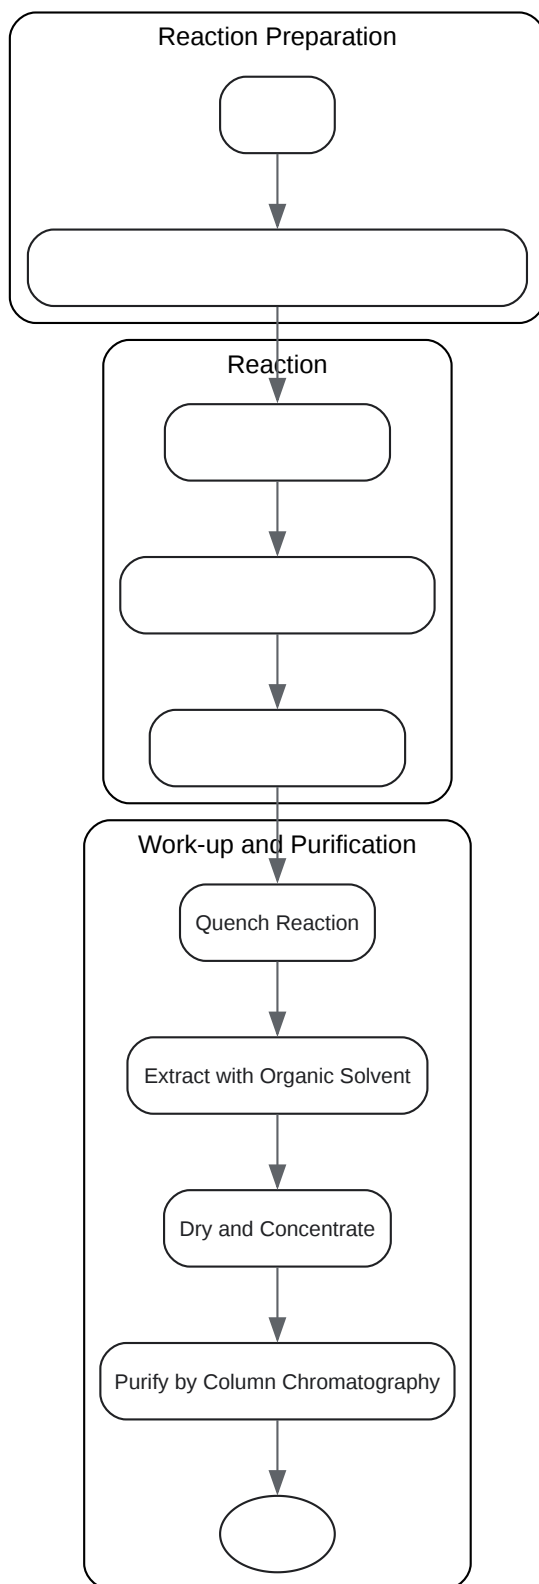 Reaction Preparation
Reaction
Work-up and Purification
Quench Reaction
Extract with Organic Solvent
Dry and Concentrate
Purify by Column Chromatography